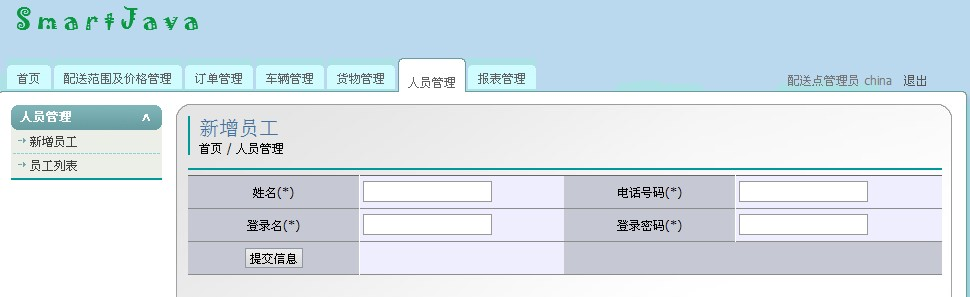 SmartJava
首页 配送范围及价格管理 订单管理 车辆管理 货物管理 人员管理 报表管理 配送点管理员 china 退出
人员管理
新增员工
员工列表
新增员工
首页 / 人员管理
姓名(*) 电话号码(*)
登录名(*) 登录密码(*)
提交信息